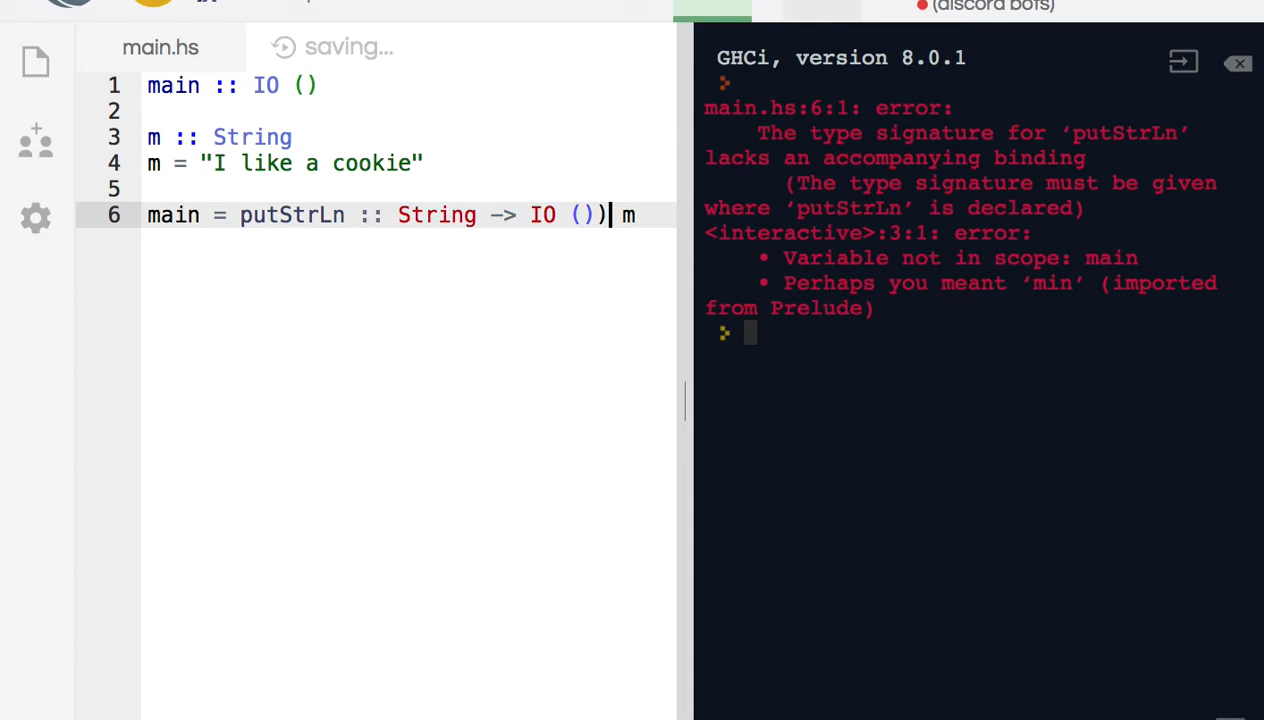 (discord bots)
main.hs
saving...
1 main :: IO ()
2
3 m :: String
4 m = "I like a cookie"
5
6 main = putStrLn :: String -> IO ()) m
GHCi, version 8.0.1
>
main.hs:6:1: error:
The type signature for ‘putStrLn’
lacks an accompanying binding
(The type signature must be given
where ‘putStrLn’ is declared)
<interactive>:3:1: error:
• Variable not in scope: main
• Perhaps you meant ‘min’ (imported
from Prelude)
>